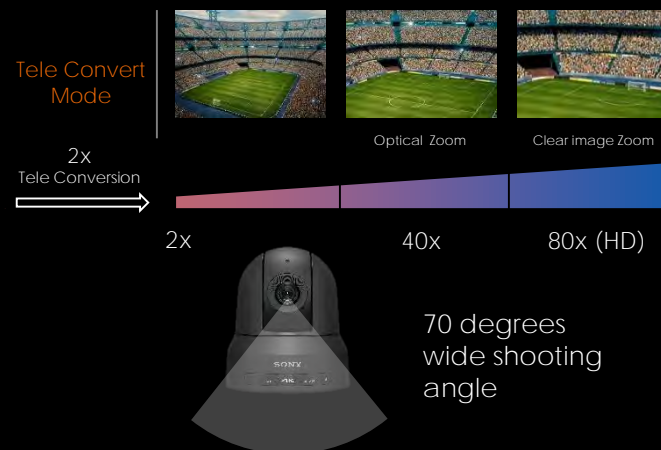 Tele Convert
Mode
Optical Zoom
Clear image Zoom
2x
Tele Conversion
2x
40x
80x (HD)
SONY
4K
70 degrees
wide shooting
angle